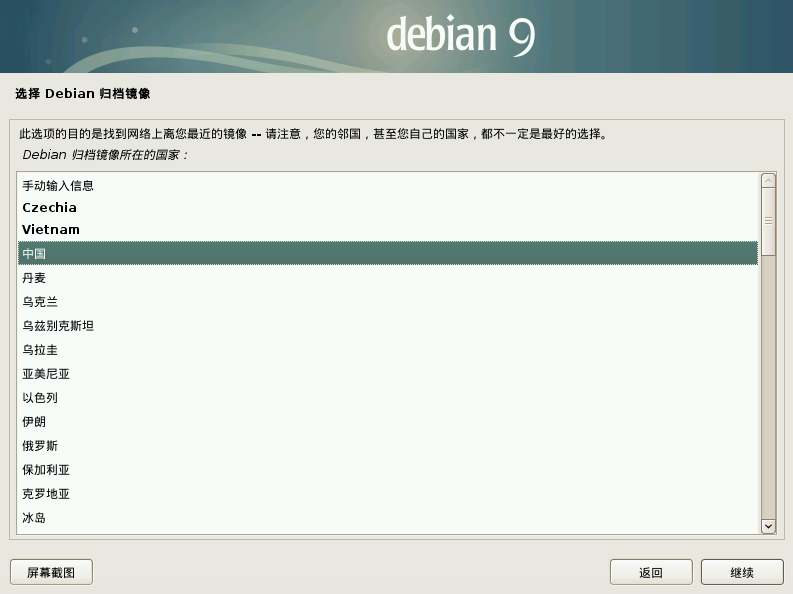 debian 9
选择 Debian 归档镜像
此选项的目的是找到网络上离您最近的镜像 -- 请注意，您的邻国，甚至您自己的国家，都不一定是最好的选择。
Debian 归档镜像所在的国家：
手动输入信息
Czechia
Vietnam
中国
丹麦
乌克兰
乌兹别克斯坦
乌拉圭
亚美尼亚
以色列
伊朗
俄罗斯
保加利亚
克罗地亚
冰岛
屏幕截图
返回
继续